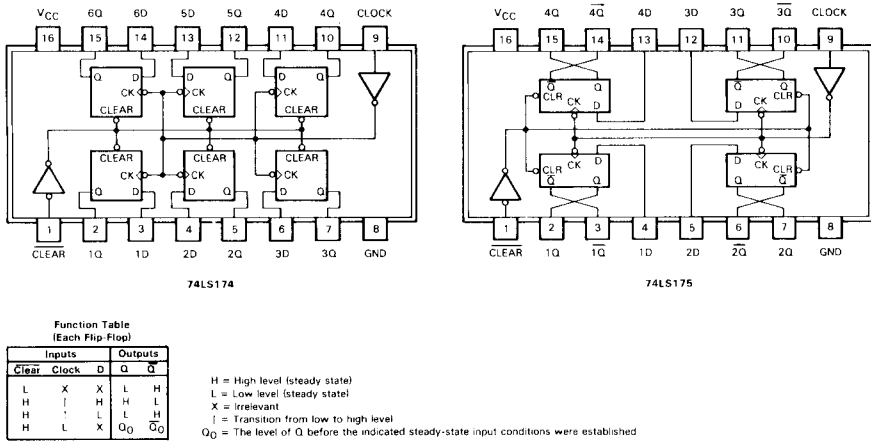 VCC 6Q 6D 5D 5Q 4D 4Q CLOCK
16 15 14 13 12 11 10 9
Q D D Q D Q
CK CK CK
CLEAR CLEAR CLEAR
CLEAR CLEAR CLEAR
CK CK CK
Q D D Q D Q
1 2 3 4 5 6 7 8
CLEAR 1Q 1D 2D 2Q 3D 3Q GND
74LS174
VCC 4Q 4Q 4D 3D 3Q 3Q CLOCK
16 15 14 13 12 11 10 9
Q Q Q Q
CLR CK D D CK CLR
CLR CK D D CK CLR
Q Q Q Q
1 2 3 4 5 6 7 8
CLEAR 1Q 1Q 1D 2D 2Q 2Q GND
74LS175
Function Table
(Each Flip-Flop)
Inputs Outputs
Clear Clock D Q Q
L X X L H
H ↑ H H L
H ↑ L L H
H L X Q0 Q0
H = High level (steady state)
L = Low level (steady state)
X = Irrelevant
↑ = Transition from low to high level
Q0 = The level of Q before the indicated steady-state input conditions were established